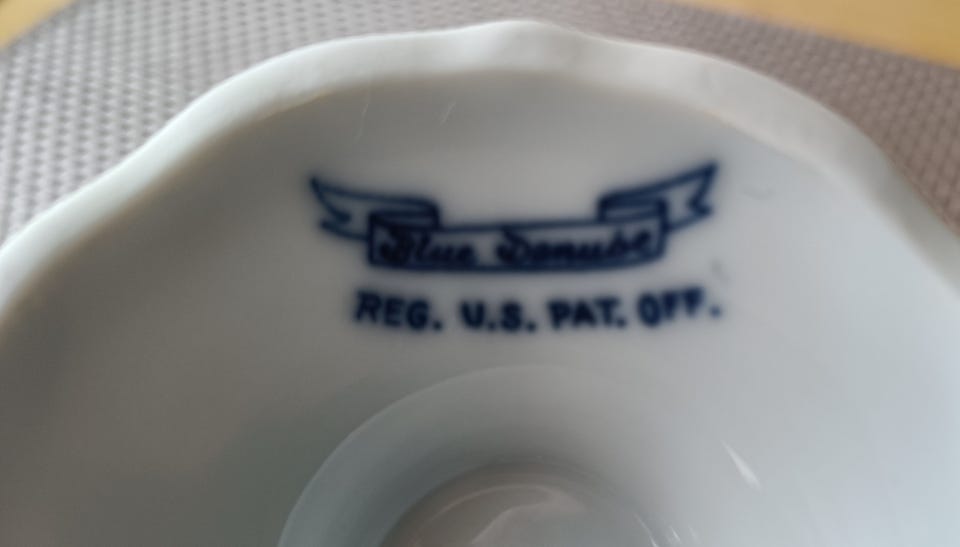 Blue Danube
REG. U.S. PAT. OFF.